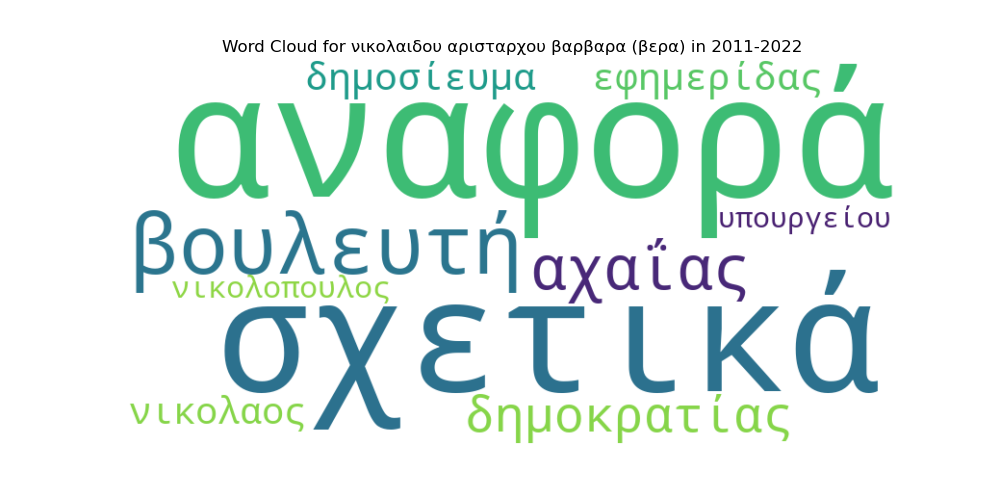 Word Cloud for νικολαιδου αρισταρχου βαρβαρα (βερα) in 2011-2022
δημοσίευμα εφημερίδας
αναφορά
βουλευτή υπουργείου
αχαΐας
νικολοπουλος
σχετικά
νικολαος δημοκρατίας